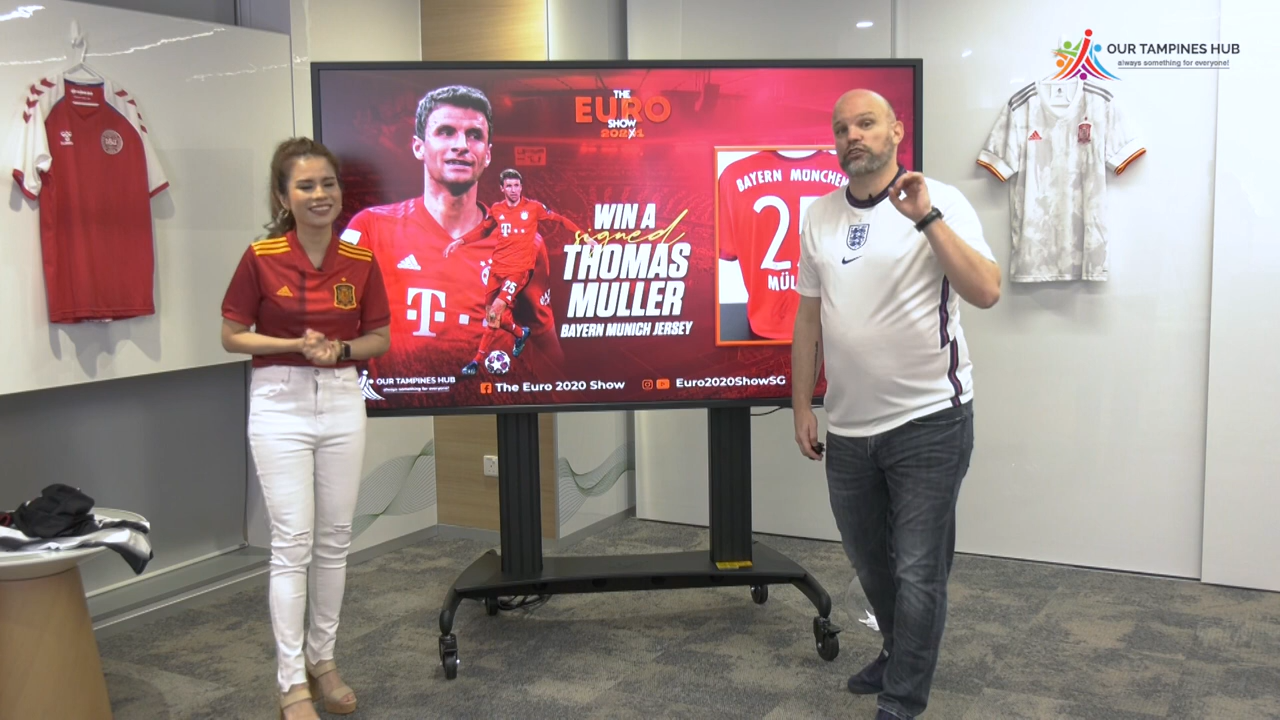 OUR TAMPINES HUB
always something for everyone!
THE
EURO
SHOW
BAYERN MÜNCHEN
25
WIN A
signed
THOMAS
MULLER
BAYERN MUNICH JERSEY
T
25
OUR TAMPINES HUB
always something for everyone!
The Euro 2020 Show
Euro2020ShowSG